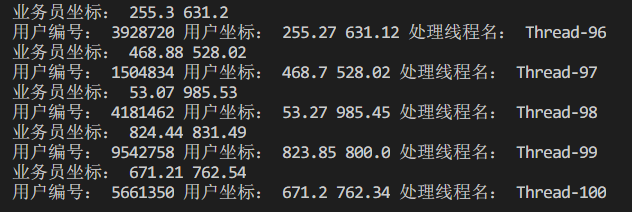 业务员坐标： 255.3 631.2
用户编号： 3928720 用户坐标： 255.27 631.12 处理线程名： Thread-96
业务员坐标： 468.88 528.02
用户编号： 1504834 用户坐标： 468.7 528.02 处理线程名： Thread-97
业务员坐标： 53.07 985.53
用户编号： 4181462 用户坐标： 53.27 985.45 处理线程名： Thread-98
业务员坐标： 824.44 831.49
用户编号： 9542758 用户坐标： 823.85 800.0 处理线程名： Thread-99
业务员坐标： 671.21 762.54
用户编号： 5661350 用户坐标： 671.2 762.34 处理线程名： Thread-100